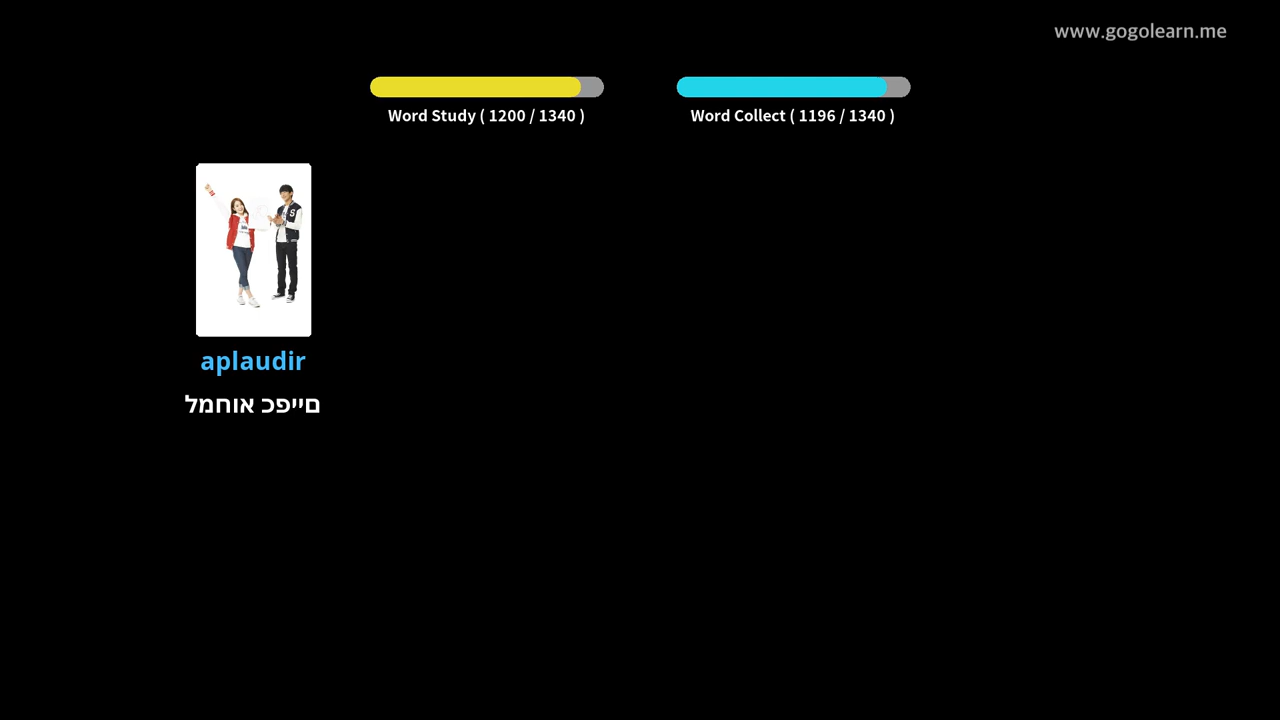 www.gogolearn.me
Word Study ( 1200 / 1340 )
Word Collect ( 1196 / 1340 )
aplaudir
םייפכ אוחמל